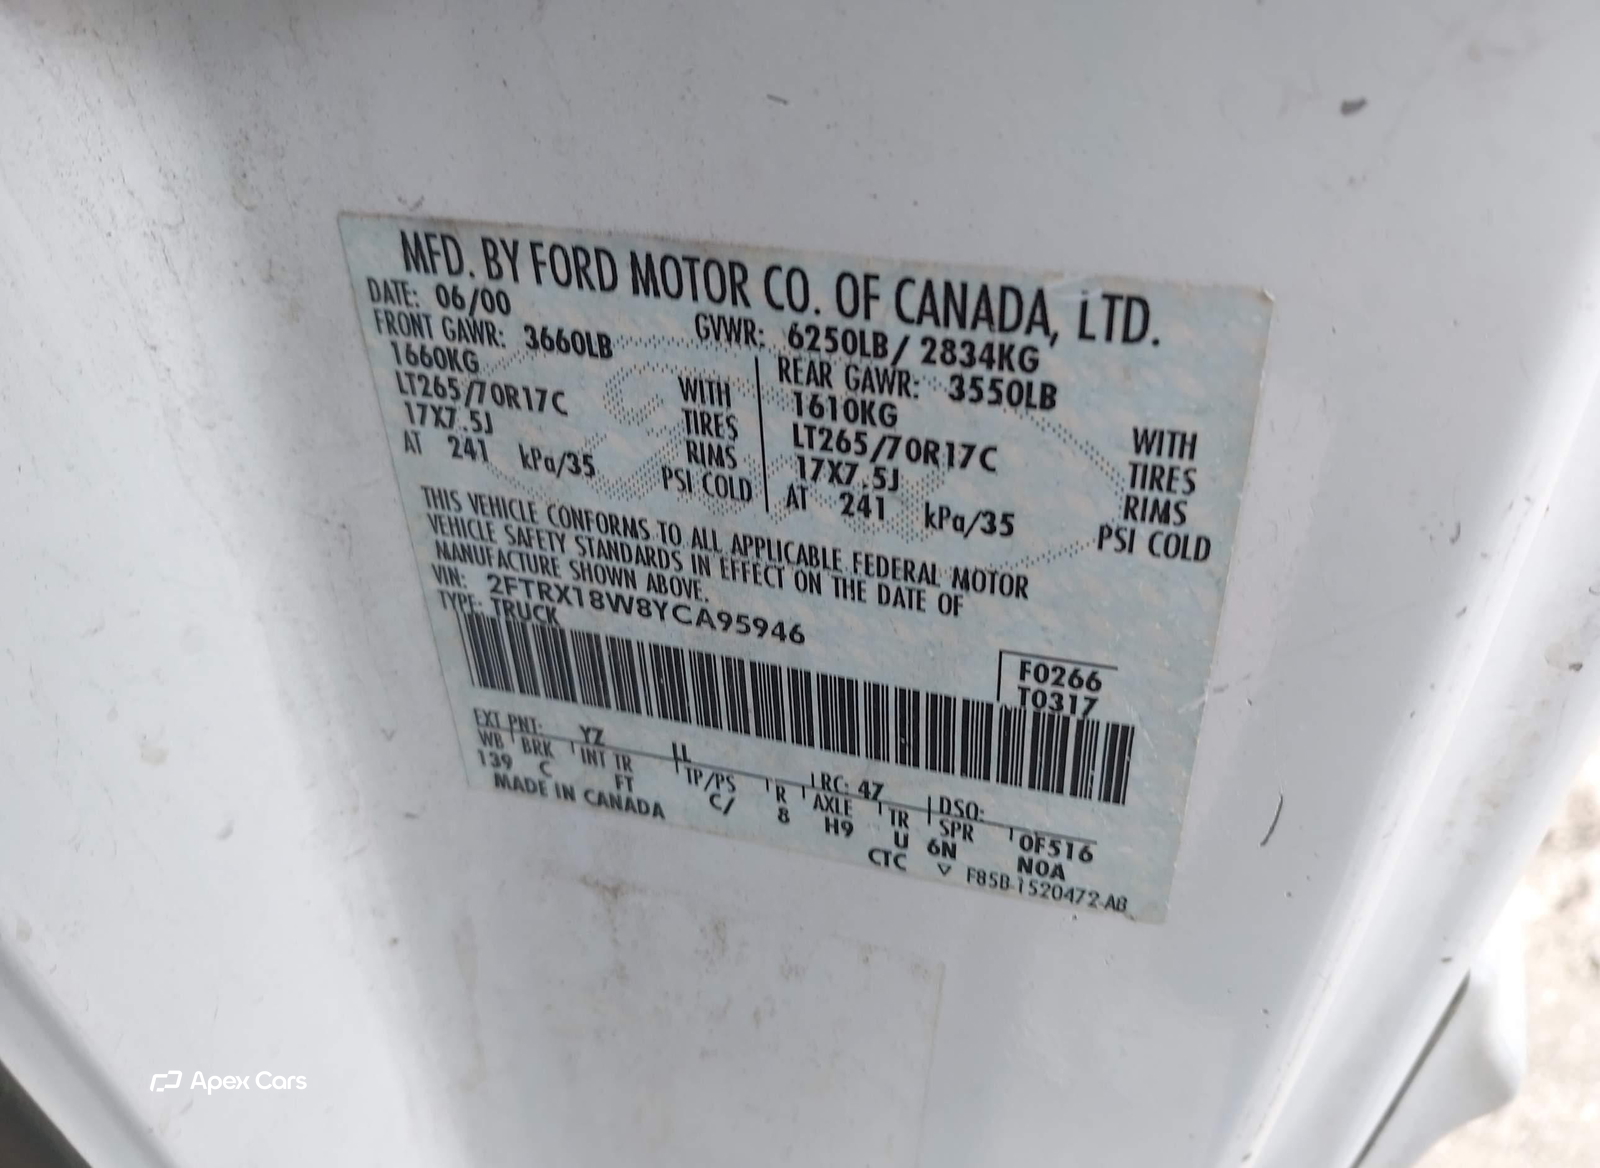 MFD. BY FORD MOTOR CO. OF CANADA, LTD.
DATE: 06/00 GVWR: 6250LB/ 2834KG
FRONT GAWR: 3660LB REAR GAWR: 3550LB
1660KG WITH 1610KG WITH
LT265/70R17C TIRES LT265/70R17C TIRES
17X7.5J RIMS 17X7.5J RIMS
AT 241 kPa/35 PSI COLD AT 241 kPa/35 PSI COLD
THIS VEHICLE CONFORMS TO ALL APPLICABLE FEDERAL MOTOR
VEHICLE SAFETY STANDARDS IN EFFECT ON THE DATE OF
MANUFACTURE SHOWN ABOVE.
VIN: 2FTRX18W8YCA95946
TYPE: TRUCK
F0266
T0317
EXT PNT: YZ LL RC: 47 DSO:
WB BRK INT TR TP/PS R AXLE TR SPR 0F516
139 C FT C/ 8 H9 U 6N NOA
MADE IN CANADA CTC F85B-1520472-AB
Apex Cars